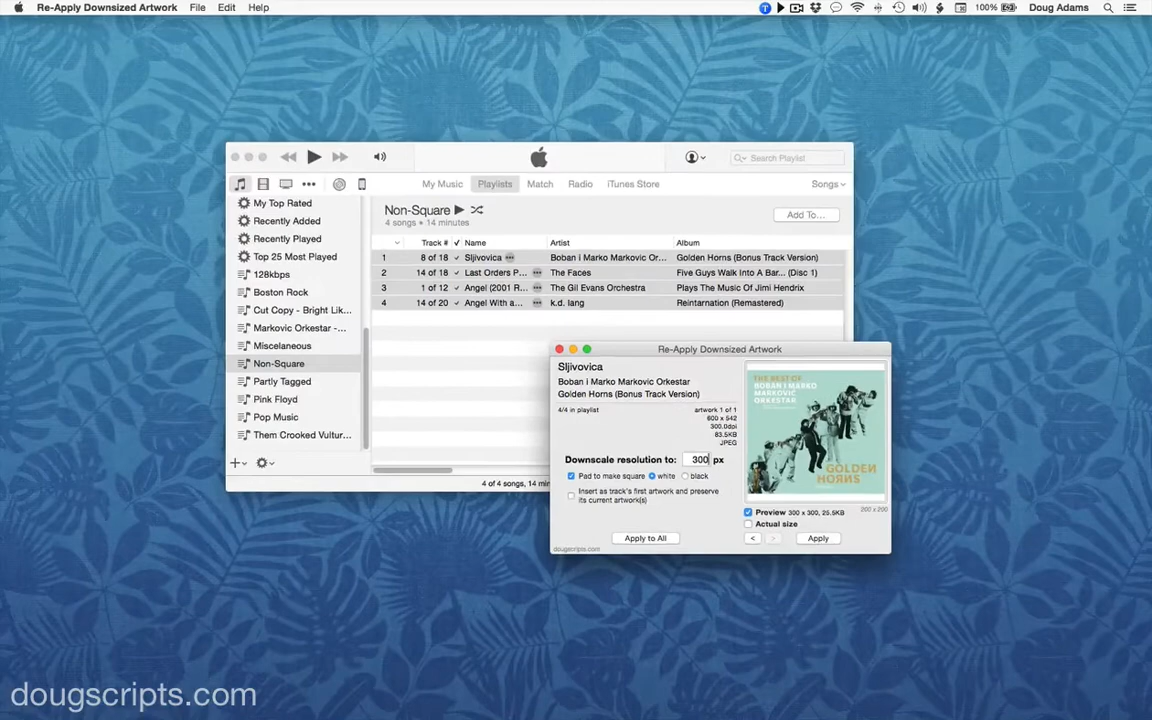 Re-Apply Downsized Artwork File Edit Help 100% Doug Adams
Search Playlist
My Music Playlists Match Radio iTunes Store Songs
My Top Rated
Recently Added
Recently Played
Top 25 Most Played
128kbps
Boston Rock
Cut Copy - Bright Lik...
Markovic Orkestar -...
Miscelaneous
Non-Square
Partly Tagged
Pink Floyd
Pop Music
Them Crooked Vultur...
Non-Square
4 songs • 14 minutes
Add To...
Track # ✓ Name Artist Album
1 8 of 18 ✓ Sljivovica Boban i Marko Markovic Or... Golden Horns (Bonus Track Version)
2 14 of 18 ✓ Last Orders P... The Faces Five Guys Walk Into A Bar... (Disc 1)
3 1 of 12 ✓ Angel (2001 R... The Gil Evans Orchestra Plays The Music Of Jimi Hendrix
4 14 of 20 ✓ Angel With a... k.d. lang Reintarnation (Remastered)
4 of 4 songs, 14 min
Re-Apply Downsized Artwork
Sljivovica
Boban i Marko Markovic Orkestar
Golden Horns (Bonus Track Version)
4/4 in playlist artwork 1 of 1
600 x 542
300.0dpi
83.5KB
JPEG
Downscale resolution to: 300 px
Pad to make square white black
Insert as track's first artwork and preserve
its current artwork(s)
Apply to All
dougscripts.com
THE BEST OF
BOBAN I MARKO
MARKOVIC
ORKESTAR
GOLDEN
HORNS
Preview 300 x 300, 25.5KB
200 x 200
Actual size
< > Apply
dougscripts.com